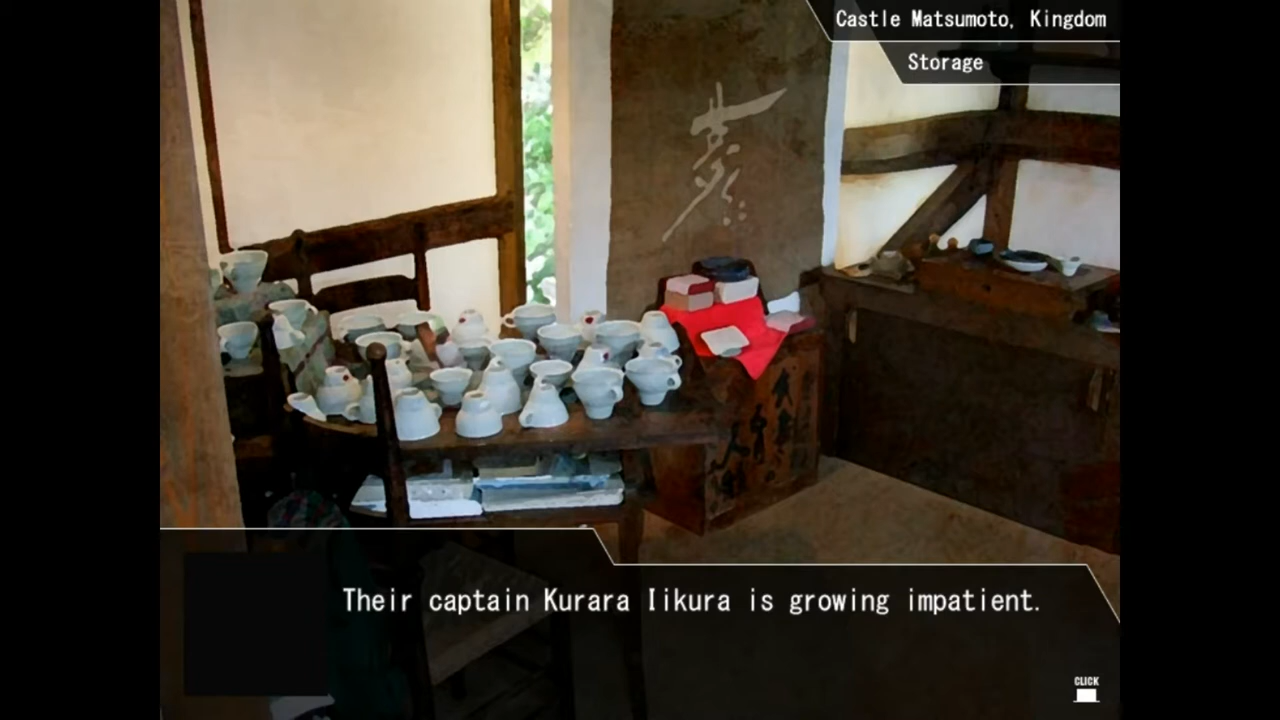 Castle Matsumoto, Kingdom
Storage
Their captain Kurara Iikura is growing impatient.
CLICK